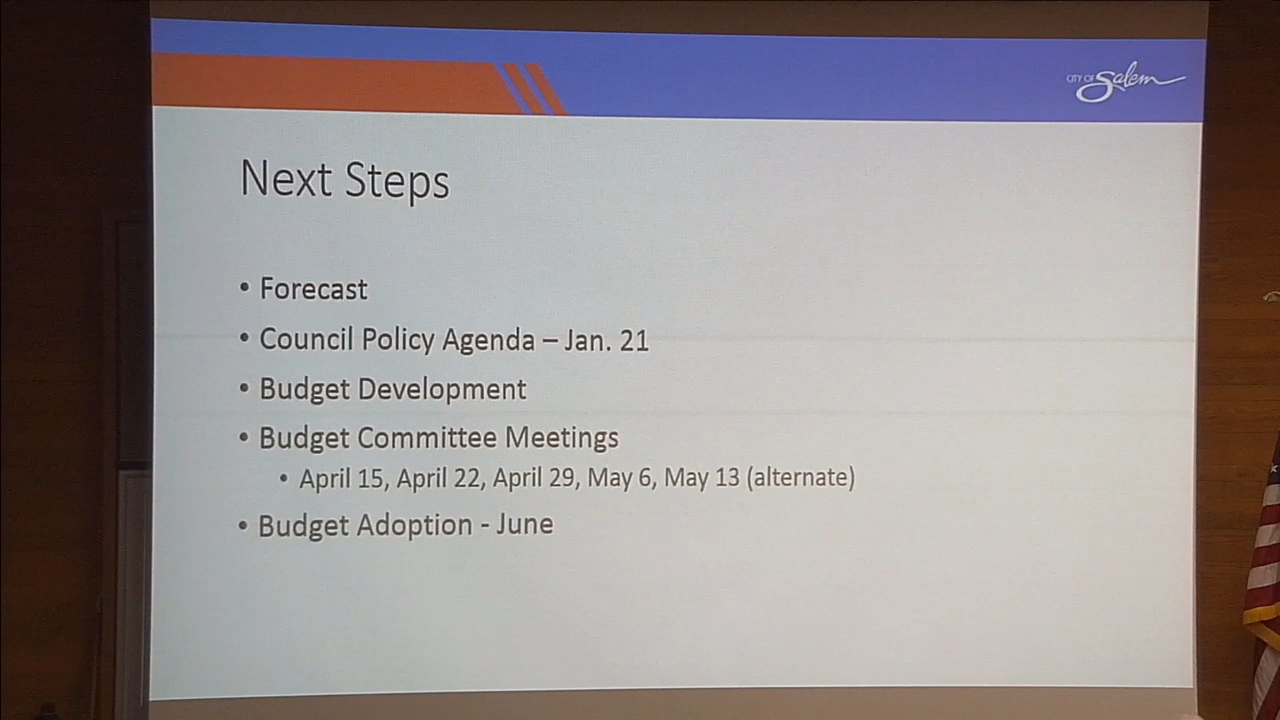 CITY OF Salem
Next Steps
• Forecast
• Council Policy Agenda – Jan. 21
• Budget Development
• Budget Committee Meetings
• April 15, April 22, April 29, May 6, May 13 (alternate)
• Budget Adoption - June